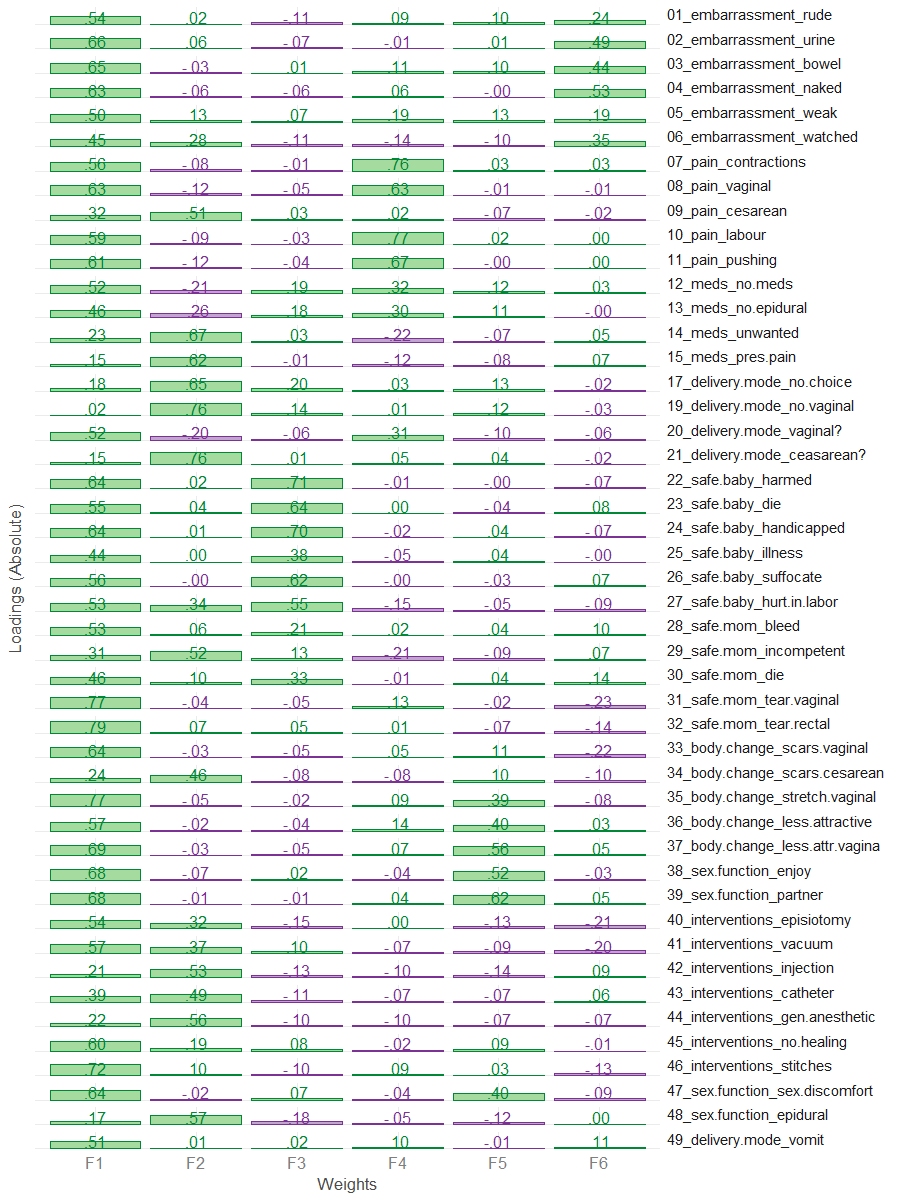 .54 .02 -.11 .09 .10 .24 01_embarrassment_rude
.66 .06 -.07 -.01 .01 .49 02_embarrassment_urine
.65 -.03 .01 .11 .10 .44 03_embarrassment_bowel
.63 -.06 -.06 .06 -.00 .53 04_embarrassment_naked
.50 .13 .07 .19 .13 .19 05_embarrassment_weak
.45 .28 -.11 -.14 -.10 .35 06_embarrassment_watched
.56 -.08 -.01 .76 .03 .03 07_pain_contractions
.63 -.12 -.05 .63 -.01 -.01 08_pain_vaginal
.32 .51 .03 .02 -.07 -.02 09_pain_cesarean
.59 -.09 -.03 .77 .02 .00 10_pain_labour
.61 -.12 -.04 .67 -.00 .00 11_pain_pushing
.52 -.21 .19 .32 .12 .03 12_meds_no.meds
.46 -.26 .18 .30 .11 -.00 13_meds_no.epidural
.23 .67 .03 -.22 -.07 .05 14_meds_unwanted
.15 .62 -.01 -.12 -.08 .07 15_meds_pres.pain
.18 .65 .20 .03 .13 -.02 17_delivery.mode_no.choice
.02 .76 .14 .01 .12 -.03 19_delivery.mode_no.vaginal
.52 -.20 -.06 .31 -.10 -.06 20_delivery.mode_vaginal?
.15 .76 .01 .05 .04 -.02 21_delivery.mode_ceasarean?
.64 .02 .71 -.01 -.00 -.07 22_safe.baby_harmed
.55 .04 .64 .00 -.04 .08 23_safe.baby_die
.64 .01 .70 -.02 .04 -.07 24_safe.baby_handicapped
.44 .00 .38 -.05 .04 -.00 25_safe.baby_illness
.56 -.00 .62 -.00 -.03 .07 26_safe.baby_suffocate
.53 .34 .55 -.15 -.05 -.09 27_safe.baby_hurt.in.labor
.53 .06 .21 .02 .04 .10 28_safe.mom_bleed
.31 .52 .13 -.21 -.09 .07 29_safe.mom_incompetent
.46 .10 .33 -.01 .04 .14 30_safe.mom_die
.77 -.04 -.05 .13 -.02 -.23 31_safe.mom_tear.vaginal
.79 .07 .05 .01 -.07 -.14 32_safe.mom_tear.rectal
.64 -.03 -.05 .05 .11 -.22 33_body.change_scars.vaginal
.24 .46 -.08 -.08 .10 -.10 34_body.change_scars.cesarean
.77 -.05 -.02 .09 .39 -.08 35_body.change_stretch.vaginal
.57 -.02 -.04 .14 .40 .03 36_body.change_less.attractive
.69 -.03 -.05 .07 .56 .05 37_body.change_less.attr.vagina
.68 -.07 .02 -.04 .52 -.03 38_sex.function_enjoy
.68 -.01 -.01 .04 .62 .05 39_sex.function_partner
.54 .32 -.15 .00 -.13 -.21 40_interventions_episiotomy
.57 .37 .10 -.07 -.09 -.20 41_interventions_vacuum
.21 .53 -.13 -.10 -.14 .09 42_interventions_injection
.39 .49 -.11 -.07 -.07 .06 43_interventions_catheter
.22 .56 -.10 -.10 -.07 -.07 44_interventions_gen.anesthetic
.60 .19 .08 -.02 .09 -.01 45_interventions_no.healing
.72 .10 -.10 .09 .03 -.13 46_interventions_stitches
.64 -.02 .07 -.04 .40 -.09 47_sex.function_sex.discomfort
.17 .57 -.18 -.05 -.12 .00 48_sex.function_epidural
.51 .01 .02 .10 -.01 .11 49_delivery.mode_vomit
F1 F2 F3 F4 F5 F6
Weights
Loadings (Absolute)